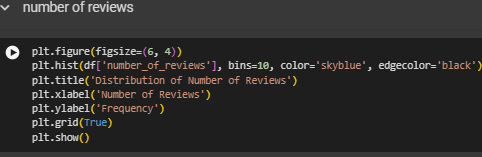 number of reviews
plt.figure(figsize=(6, 4))
plt.hist(df['number_of_reviews'], bins=10, color='skyblue', edgecolor='black')
plt.title('Distribution of Number of Reviews')
plt.xlabel('Number of Reviews')
plt.ylabel('Frequency')
plt.grid(True)
plt.show()